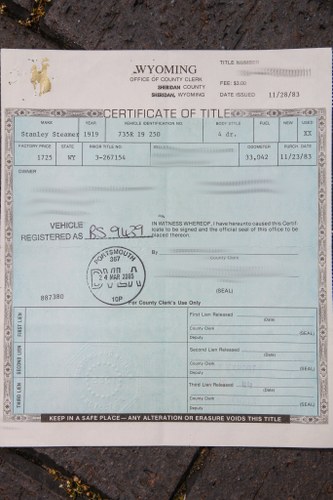 WYOMING
OFFICE OF COUNTY CLERK
SHERIDAN COUNTY
SHERIDAN, WYOMING
TITLE NUMBER
FEE: $3.00
DATE ISSUED 11/29/83
CERTIFICATE OF TITLE
MAKE YEAR VEHICLE IDENTIFICATION NO. BODY STYLE FUEL NEW USED
Stanley Steamer 1919 735R 19 250 4 dr. XX
FACTORY PRICE STATE PRIOR TITLE NO. ODOMETER PURCH. DATE
1725 WY 3-267154 33,042 11/23/83
OWNER
VEHICLE
REGISTERED AS BS 9439
IN WITNESS WHEREOF, I have hereunto caused this Certificate to be signed and the official seal of this office to be placed thereon.
By
County Clerk
(SEAL)
PORTSMOUTH
387
DVLA
4 MAR 2003
10P
887380
For County Clerk's Use Only
FIRST LIEN
First Lien Released
(Date)
County Clerk
(SEAL)
Deputy
SECOND LIEN
Second Lien Released
(Date)
County Clerk
(SEAL)
Deputy
THIRD LIEN
Third Lien Released
(Date)
County Clerk
(SEAL)
Deputy
KEEP IN A SAFE PLACE — ANY ALTERATION OR ERASURE VOIDS THIS TITLE